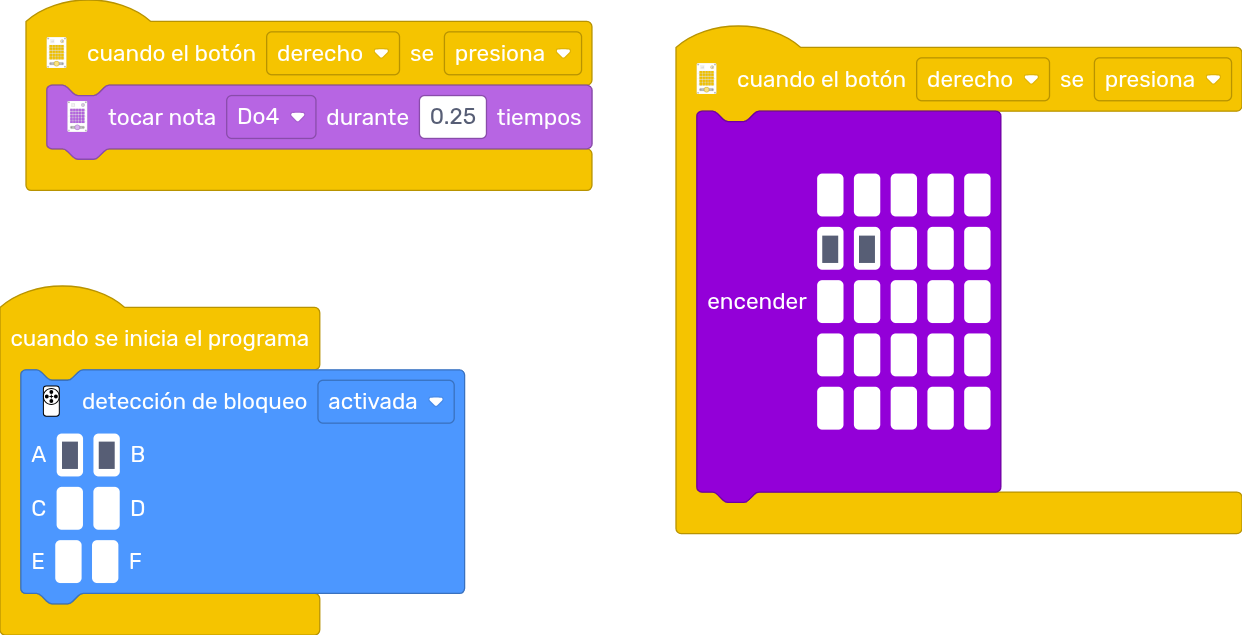 cuando el botón derecho se presiona
tocar nota Do4 durante 0.25 tiempos
cuando se inicia el programa
detección de bloqueo activada
A B
C D
E F
cuando el botón derecho se presiona
encender